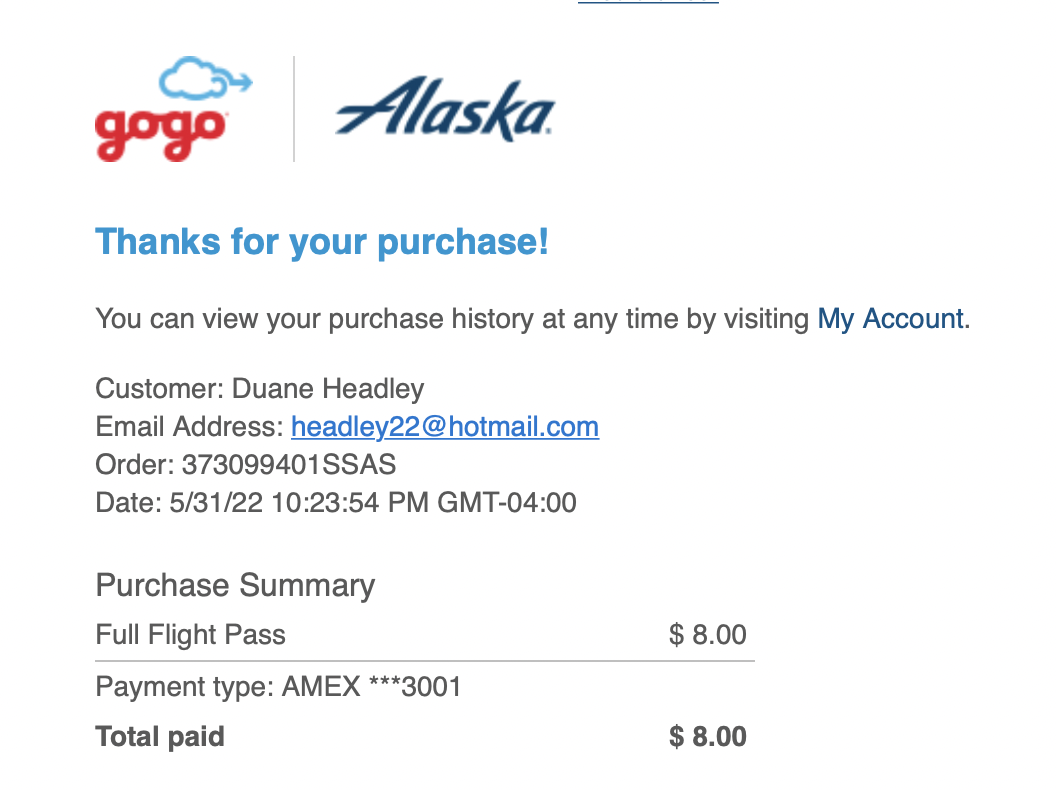 gogo
Alaska
Thanks for your purchase!
You can view your purchase history at any time by visiting My Account.
Customer: Duane Headley
Email Address: headley22@hotmail.com
Order: 373099401SSAS
Date: 5/31/22 10:23:54 PM GMT-04:00
Purchase Summary
Full Flight Pass $ 8.00
Payment type: AMEX ***3001
Total paid $ 8.00